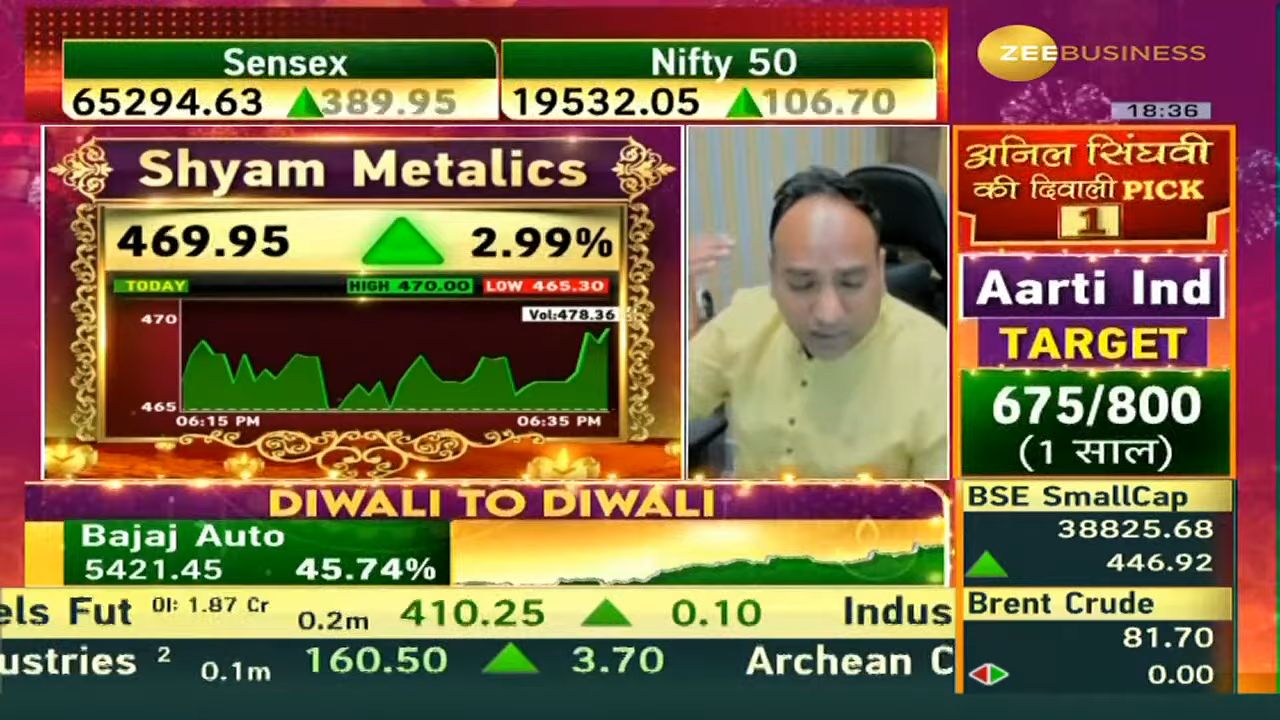 Sensex
65294.63 389.95
Nifty 50
19532.05 106.70
ZEEBUSINESS
18:36
Shyam Metalics
469.95 2.99%
TODAY HIGH 470.00 LOW 465.30
Vol:478.36
470
465
06:15 PM 06:35 PM
अनिल सिंघवी
की दिवाली PICK
1
Aarti Ind
TARGET
675/800
(1 साल)
BSE SmallCap
38825.68
446.92
Brent Crude
81.70
0.00
DIWALI TO DIWALI
Bajaj Auto
5421.45 45.74%
els Fut OI: 1.87 Cr 0.2m 410.25 0.10 Indus
ustries 2 0.1m 160.50 3.70 Archean C